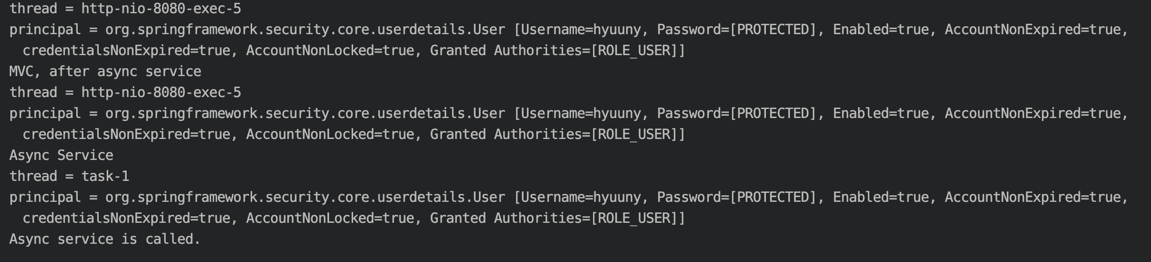 thread = http-nio-8080-exec-5
principal = org.springframework.security.core.userdetails.User [Username=hyuuny, Password=[PROTECTED], Enabled=true, AccountNonExpired=true,
credentialsNonExpired=true, AccountNonLocked=true, Granted Authorities=[ROLE_USER]]
MVC, after async service
thread = http-nio-8080-exec-5
principal = org.springframework.security.core.userdetails.User [Username=hyuuny, Password=[PROTECTED], Enabled=true, AccountNonExpired=true,
credentialsNonExpired=true, AccountNonLocked=true, Granted Authorities=[ROLE_USER]]
Async Service
thread = task-1
principal = org.springframework.security.core.userdetails.User [Username=hyuuny, Password=[PROTECTED], Enabled=true, AccountNonExpired=true,
credentialsNonExpired=true, AccountNonLocked=true, Granted Authorities=[ROLE_USER]]
Async service is called.